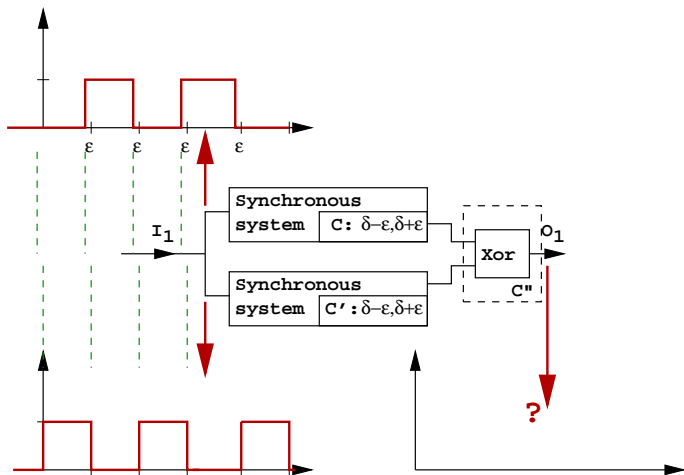 ε ε ε ε
I1
Synchronous
system C: δ−ε,δ+ε
Xor
O1
Synchronous
system C':δ−ε,δ+ε
C"
?